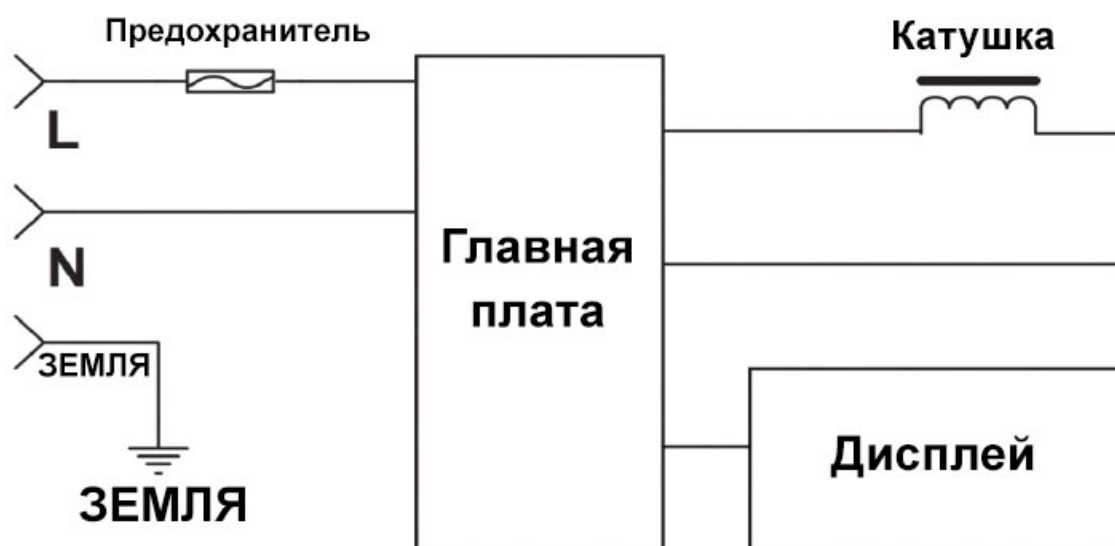 Предохранитель
Катушка
L
N
Главная
плата
ЗЕМЛЯ
Дисплей
ЗЕМЛЯ